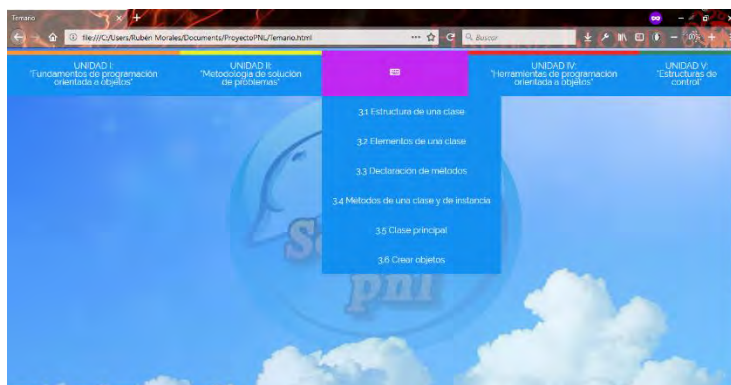 Temario
file:///C:/Users/Rubén Morales/Documents/ProyectoPNL/Temario.html
Buscar
UNIDAD I:
"Fundamentos de programación
orientada a objetos"
UNIDAD II:
"Metodología de solución
de problemas"
UNIDAD IV:
"Herramientas de programación
orientada a objetos"
UNIDAD V:
"Estructuras de
control"
3.1 Estructura de una clase
3.2 Elementos de una clase
3.3 Declaración de métodos
3.4 Métodos de una clase y de instancia
3.5 Clase principal
3.6 Crear objetos
pnl